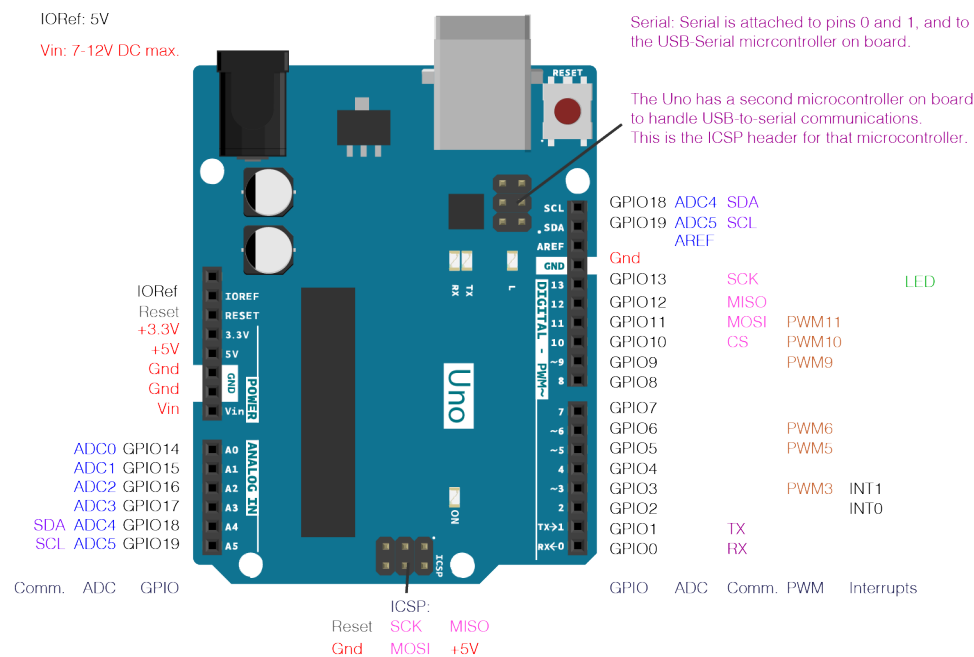 IORef: 5V
Vin: 7-12V DC max.
Serial: Serial is attached to pins 0 and 1, and to
the USB-Serial micrcontroller on board.
The Uno has a second microcontroller on board
to handle USB-to-serial communications.
This is the ICSP header for that microcontroller.
RESET
IORef
Reset
+3.3V
+5V
Gnd
Gnd
Vin
ADC0 GPIO14
ADC1 GPIO15
ADC2 GPIO16
ADC3 GPIO17
SDA ADC4 GPIO18
SCL ADC5 GPIO19
Comm. ADC GPIO
IOREF
RESET
3.3V
5V
GND
Vin
POWER
A0
A1
A2
A3
A4
A5
ANALOG IN
RX
TX
L
Uno
ON
ICSP
SCL
SDA
AREF
GND
13
12
11
10
~9
8
DIGITAL - PWM~
7
~6
~5
4
~3
2
TX→1
RX←0
GPIO18 ADC4 SDA
GPIO19 ADC5 SCL
AREF
Gnd
GPIO13 SCK LED
GPIO12 MISO
GPIO11 MOSI PWM11
GPIO10 CS PWM10
GPIO9 PWM9
GPIO8
GPIO7
GPIO6 PWM6
GPIO5 PWM5
GPIO4
GPIO3 PWM3 INT1
GPIO2 INT0
GPIO1 TX
GPIO0 RX
GPIO ADC Comm. PWM Interrupts
ICSP:
Reset SCK MISO
Gnd MOSI +5V